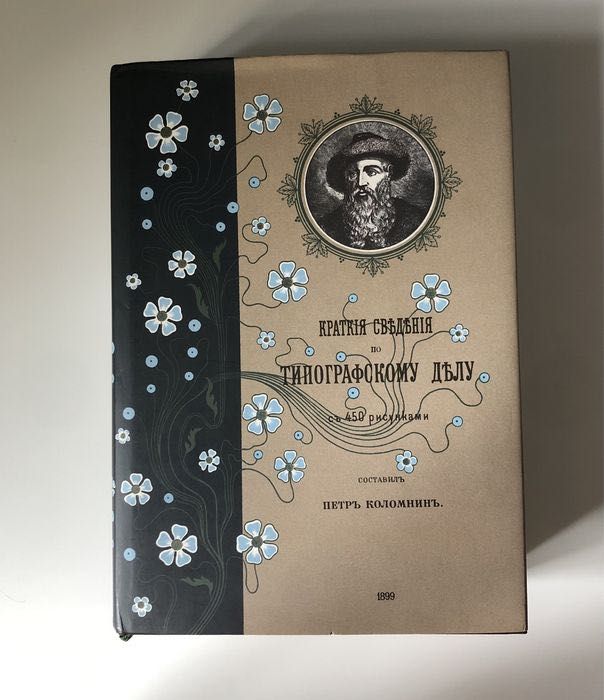 КРАТКІЯ СВѢДѢНІЯ
ПО
ТИПОГРАФСКОМУ ДѢЛУ
съ 450 рисунками
СОСТАВИЛЪ
ПЕТРЪ КОЛОМНИНЪ.
1899